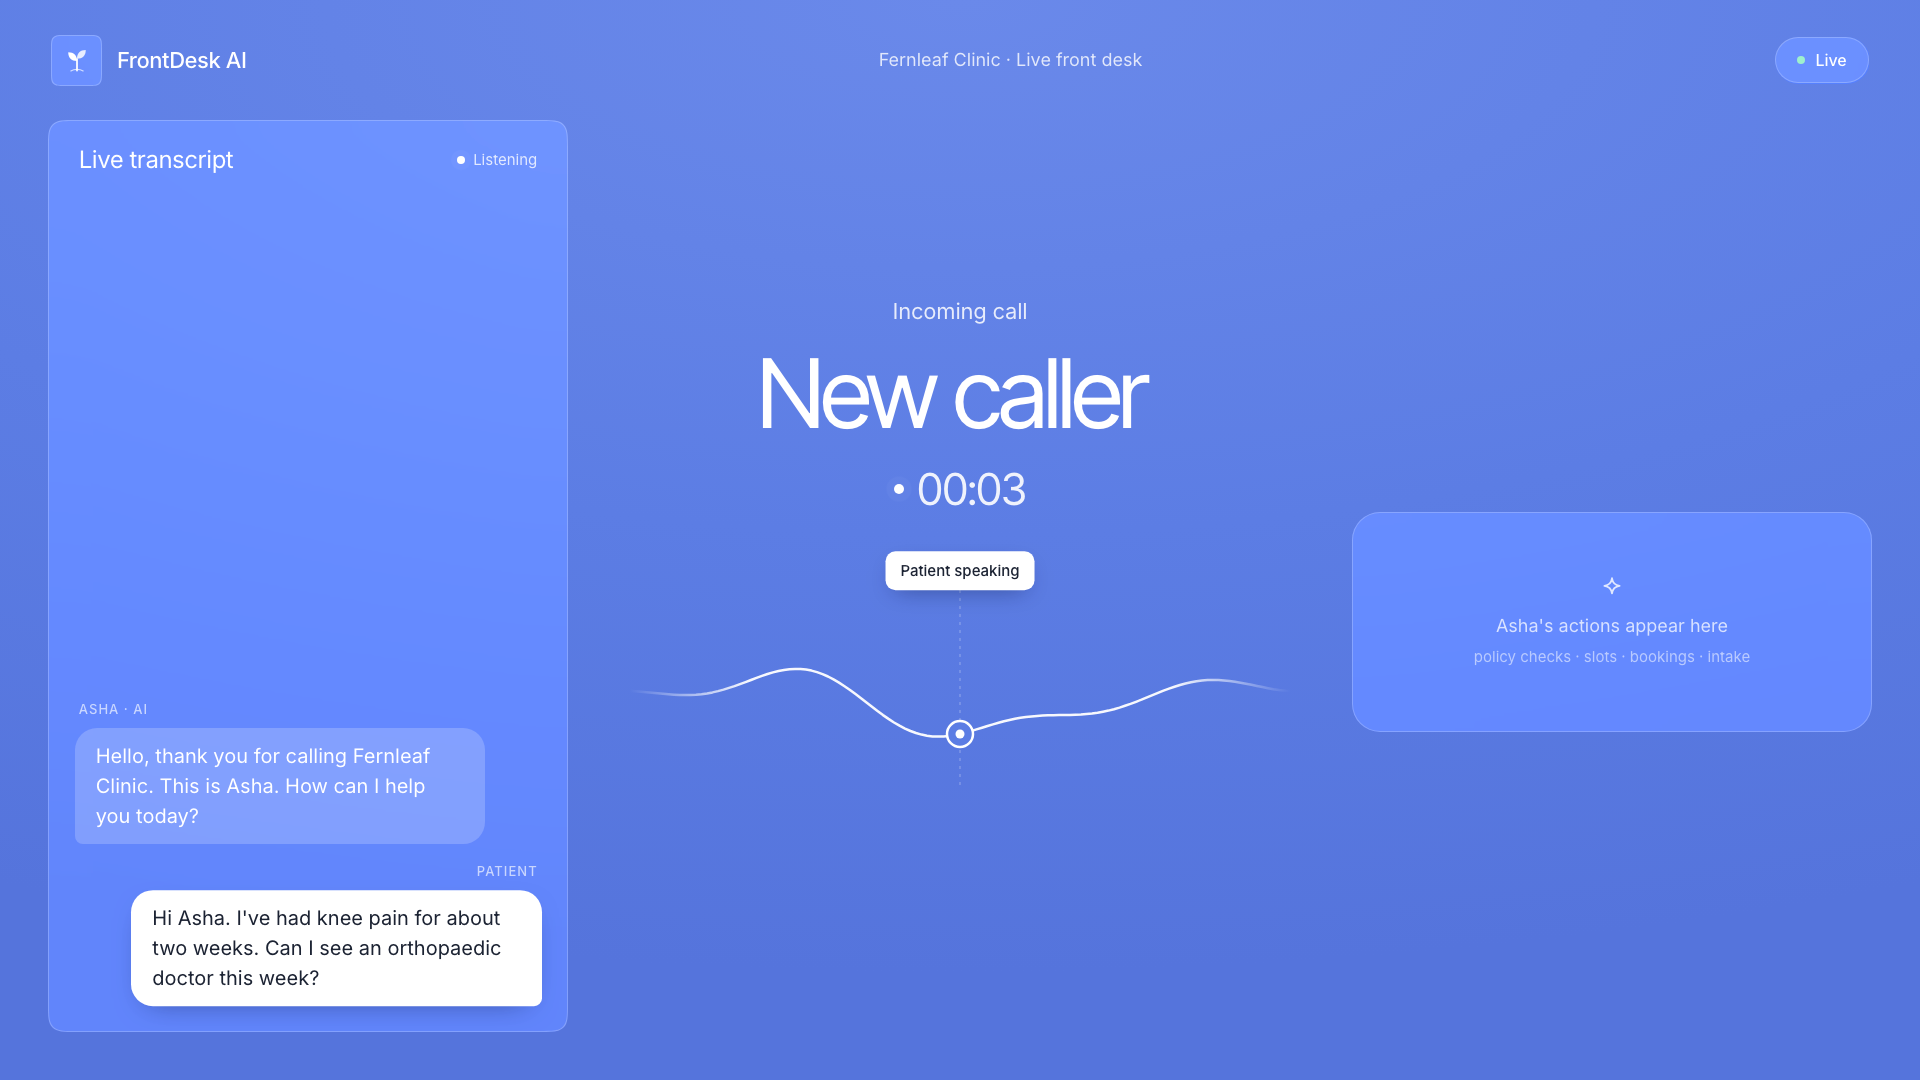 FrontDesk AI
Fernleaf Clinic · Live front desk
Live
Live transcript
Listening
ASHA · AI
Hello, thank you for calling Fernleaf
Clinic. This is Asha. How can I help
you today?
PATIENT
Hi Asha. I've had knee pain for about
two weeks. Can I see an orthopaedic
doctor this week?
Incoming call
New caller
00:03
Patient speaking
Asha's actions appear here
policy checks · slots · bookings · intake